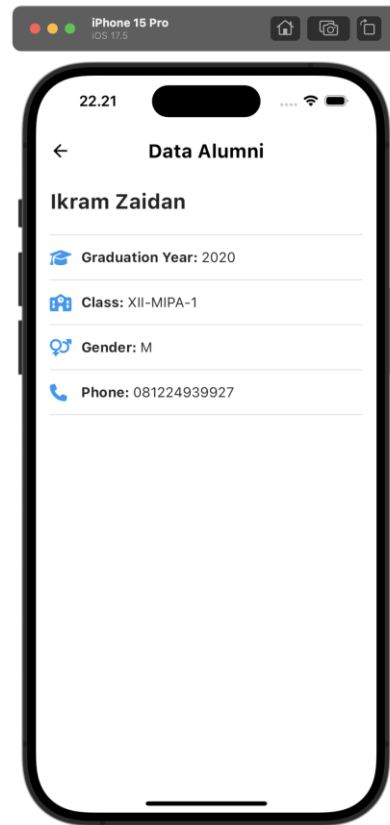 iPhone 15 Pro
iOS 17.5
22.21
Data Alumni
Ikram Zaidan
Graduation Year: 2020
Class: XII-MIPA-1
Gender: M
Phone: 081224939927